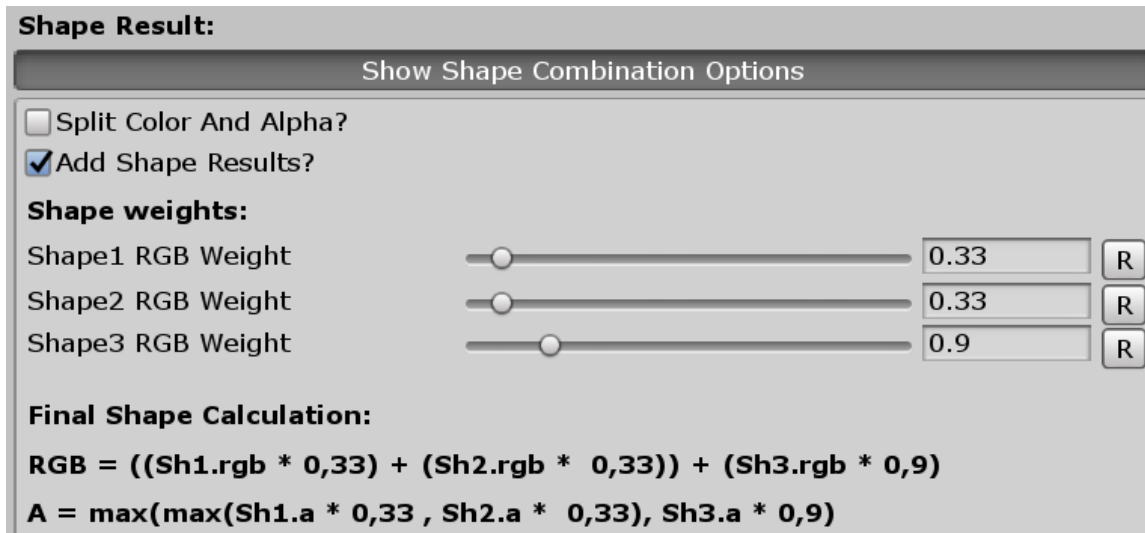 Shape Result:
Show Shape Combination Options
Split Color And Alpha?
Add Shape Results?
Shape weights:
Shape1 RGB Weight 0.33 R
Shape2 RGB Weight 0.33 R
Shape3 RGB Weight 0.9 R
Final Shape Calculation:
RGB = ((Sh1.rgb * 0,33) + (Sh2.rgb *  0,33)) + (Sh3.rgb * 0,9)
A = max(max(Sh1.a * 0,33 , Sh2.a *  0,33), Sh3.a * 0,9)